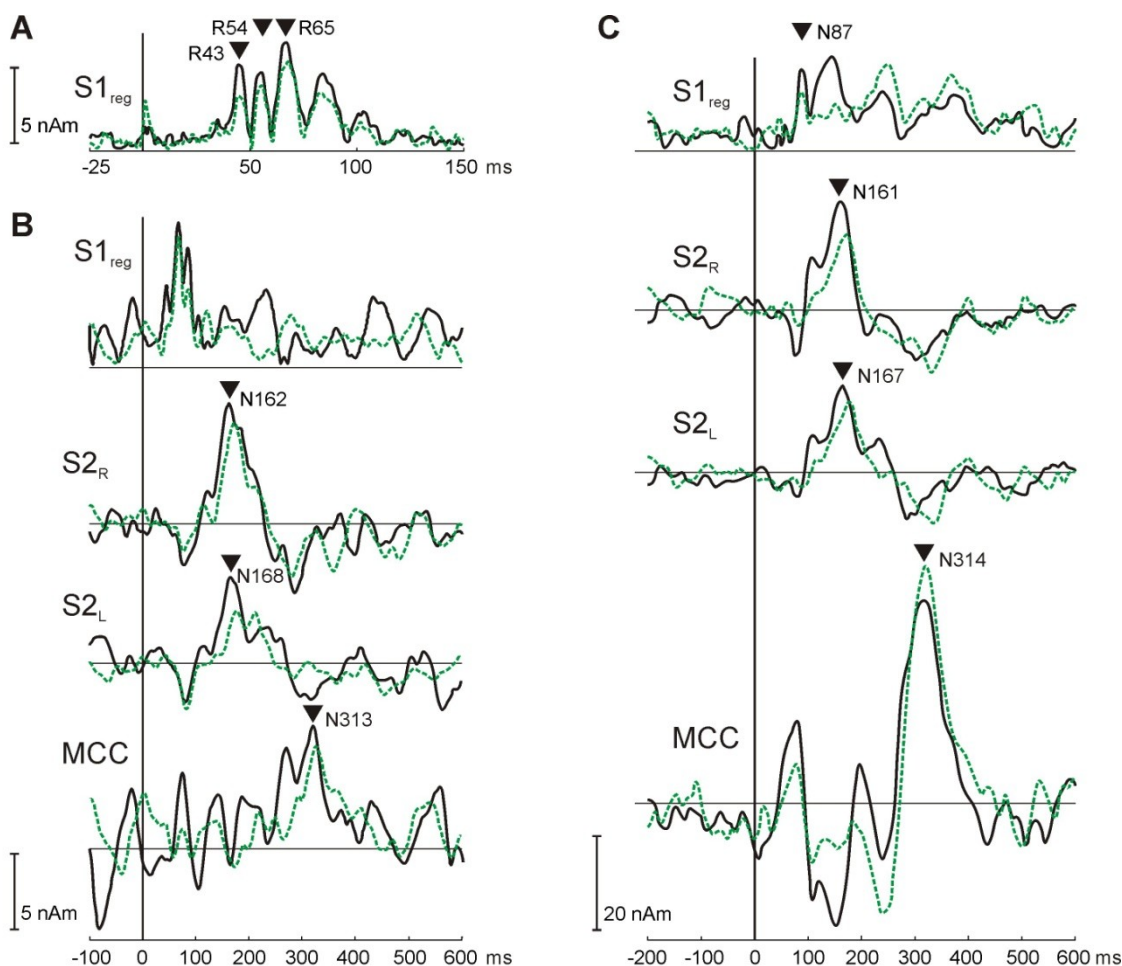 A
R54
R65
R43
S1reg
5 nAm
-25
50
100
150
ms
B
S1reg
N162
S2R
N168
S2L
N313
MCC
5 nAm
-100
0
100
200
300
400
500
600
ms
C
N87
S1reg
N161
S2R
N167
S2L
N314
MCC
20 nAm
-200
-100
0
100
200
300
400
500
600
ms